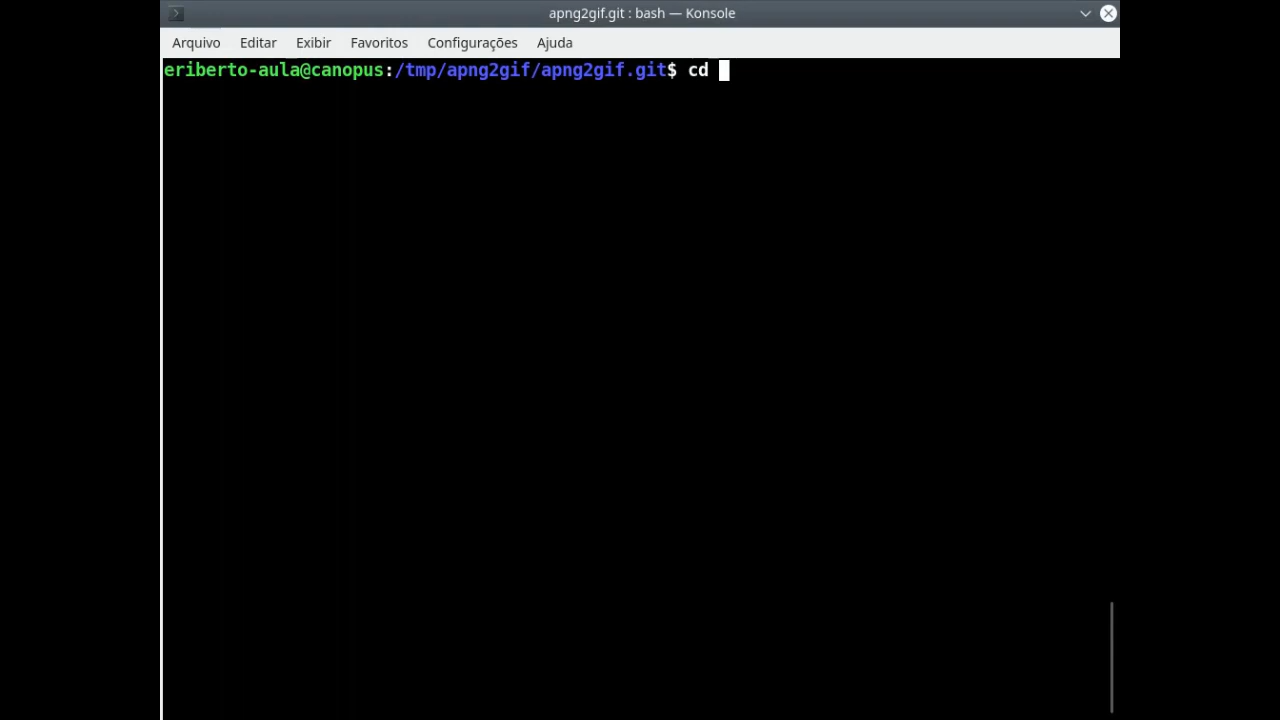 apng2gif.git : bash — Konsole
Arquivo Editar Exibir Favoritos Configurações Ajuda
eriberto-aula@canopus:/tmp/apng2gif/apng2gif.git$ cd